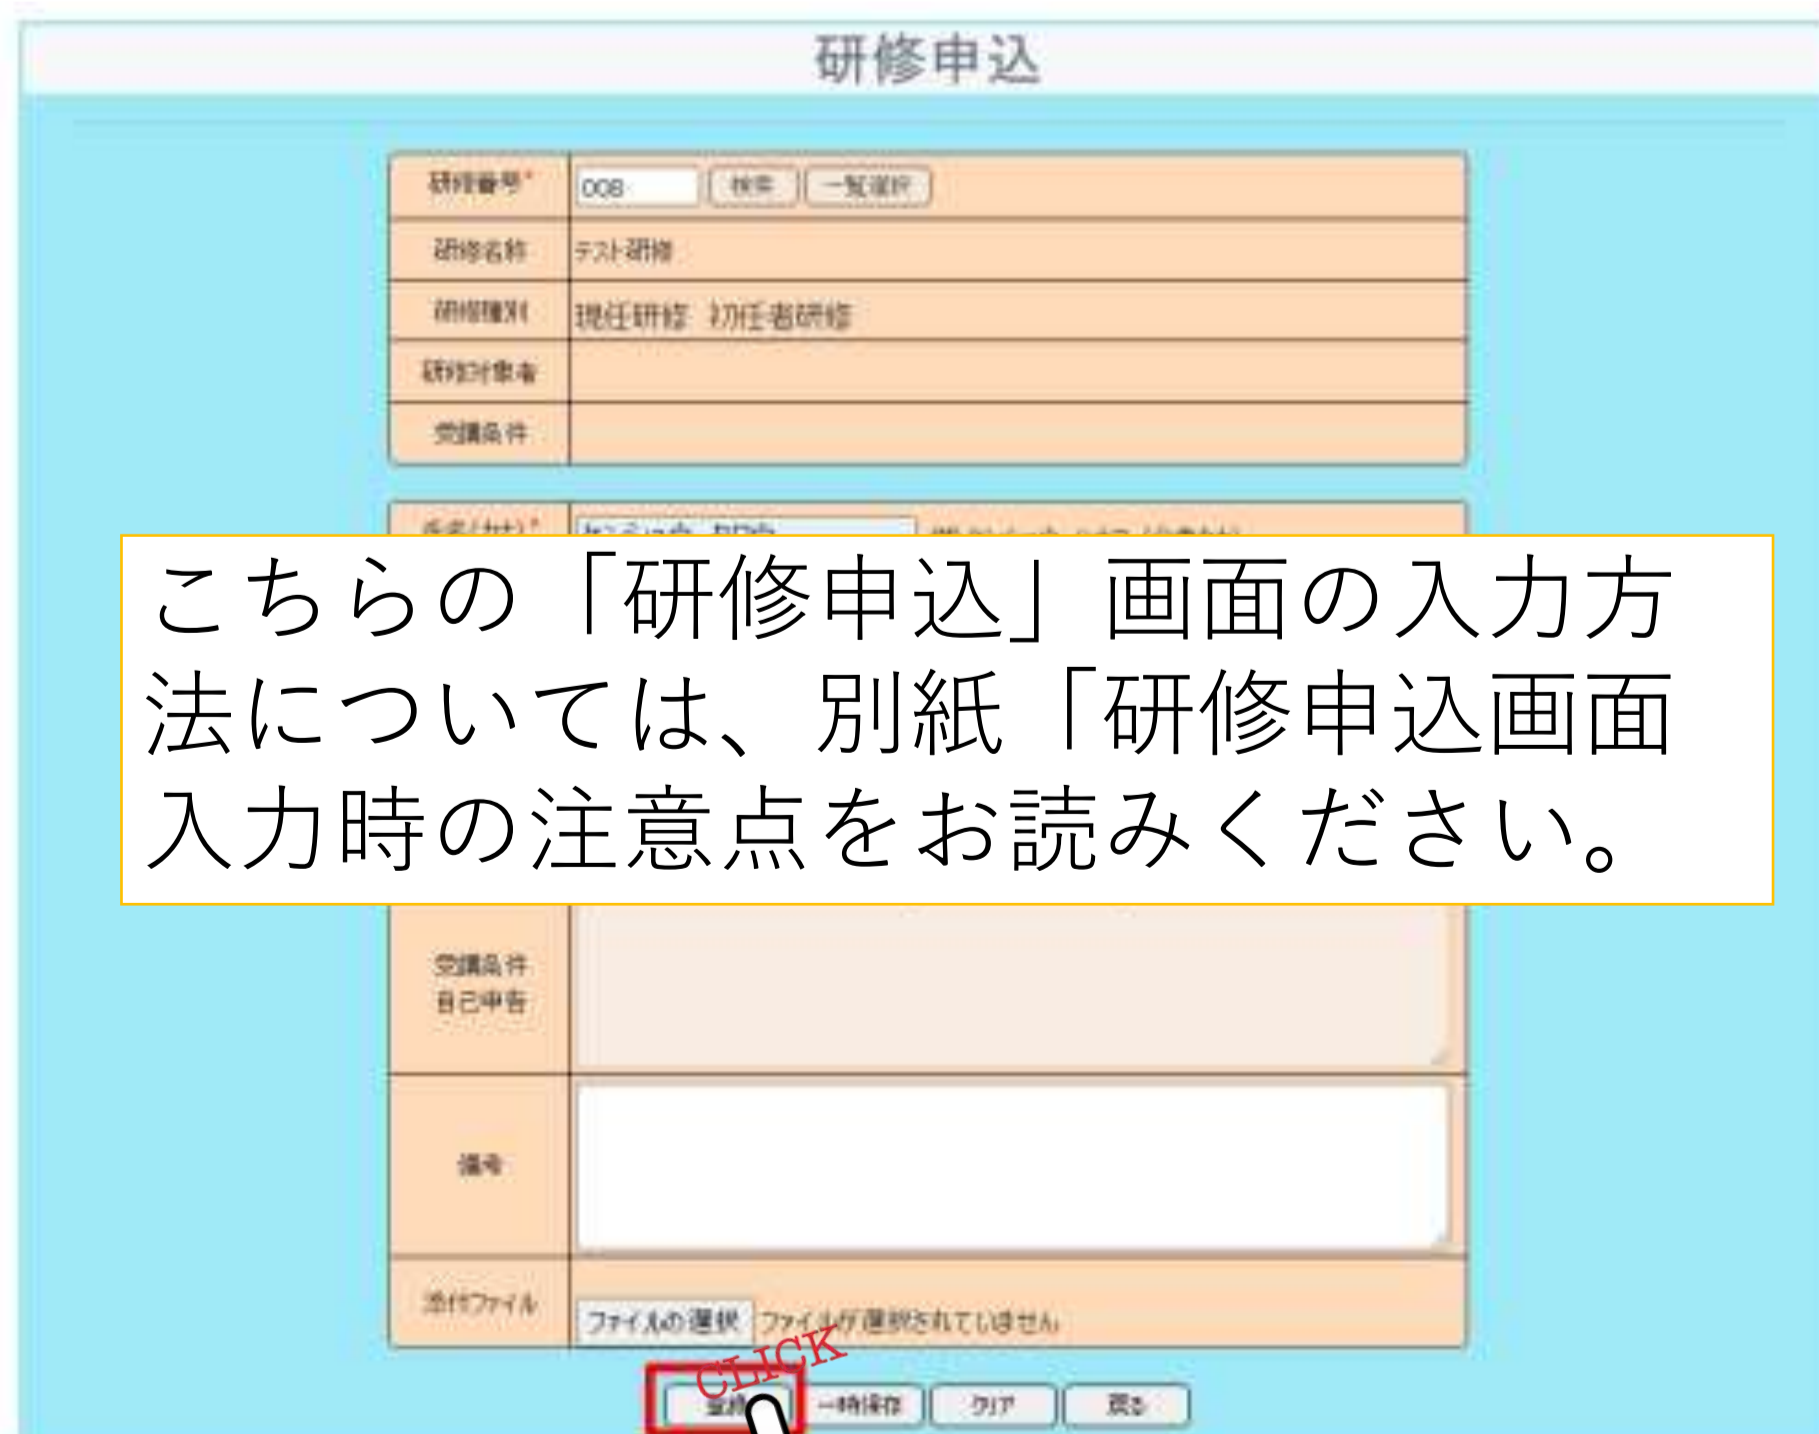 研修申込
研修番号* 008 検索 一覧選択
研修名称 テスト研修
研修種別 現任研修 初任者研修
研修対象者
受講条件
氏名(カナ)*
こちらの「研修申込」画面の入力方
法については、別紙「研修申込画面
入力時の注意点をお読みください。
受講条件
自己申告
備考
添付ファイル ファイルの選択 ファイルが選択されていません
CLICK
登録 一時保存 クリア 戻る